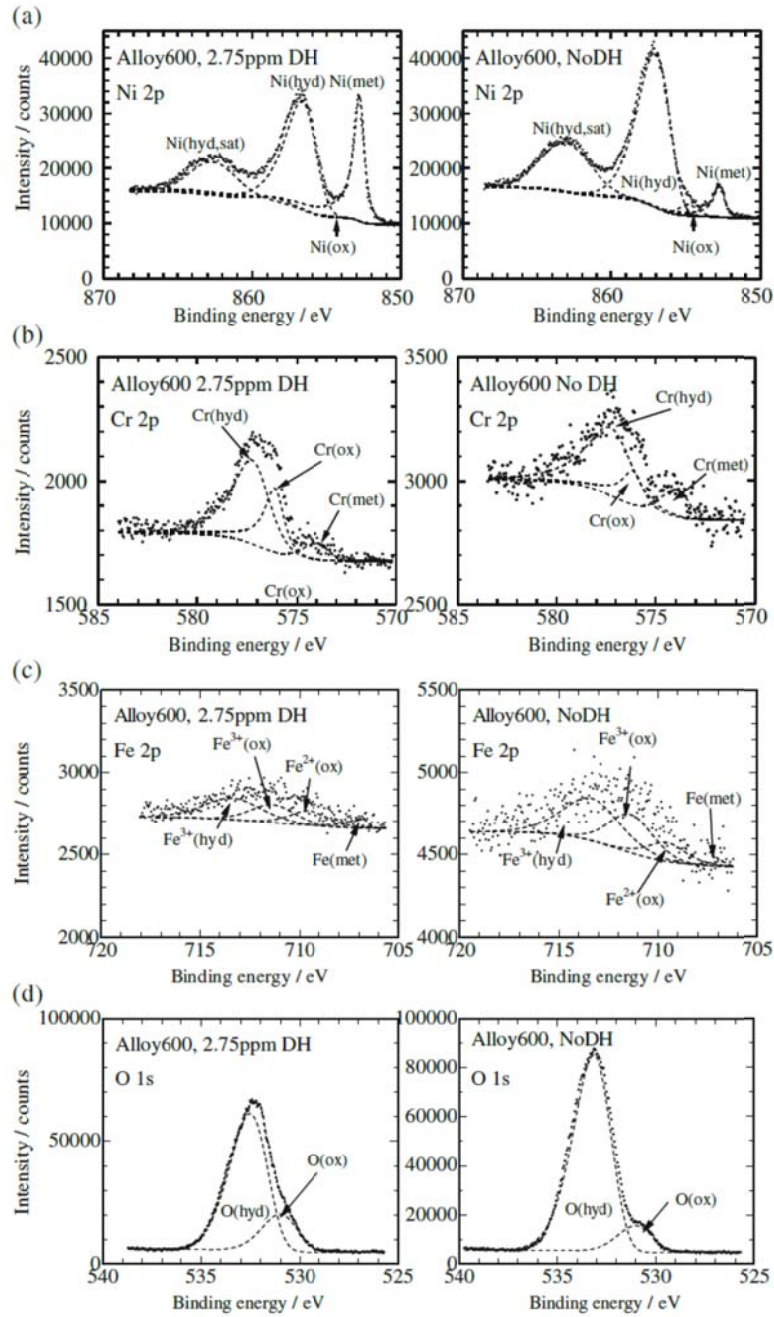 (a)
Alloy600, 2.75ppm DH
Ni 2p
Ni(hyd,sat)
Ni(hyd)
Ni(met)
Ni(ox)
40000
30000
20000
10000
0
870
860
850
Intensity / counts
Binding energy / eV
Alloy600, NoDH
Ni 2p
Ni(hyd,sat)
Ni(hyd)
Ni(met)
Ni(ox)
40000
30000
20000
10000
0
870
860
850
Binding energy / eV
(b)
Alloy600 2.75ppm DH
Cr 2p
Cr(hyd)
Cr(ox)
Cr(met)
Cr(ox)
2500
2000
1500
585
580
575
570
Intensity / counts
Binding energy / eV
Alloy600 No DH
Cr 2p
Cr(hyd)
Cr(met)
Cr(ox)
3500
3000
2500
585
580
575
570
Binding energy / eV
(c)
Alloy600, 2.75ppm DH
Fe 2p
Fe³⁺(ox)
Fe²⁺(ox)
Fe³⁺(hyd)
Fe(met)
3500
3000
2500
2000
720
715
710
705
Intensity / counts
Binding energy / eV
Alloy600, NoDH
Fe 2p
Fe³⁺(ox)
Fe(met)
Fe³⁺(hyd)
Fe²⁺(ox)
5500
5000
4500
4000
720
715
710
705
Binding energy / eV
(d)
Alloy600, 2.75ppm DH
O 1s
O(ox)
O(hyd)
100000
50000
0
540
535
530
525
Intensity / counts
Binding energy / eV
Alloy600, NoDH
O 1s
O(hyd)
O(ox)
100000
80000
60000
40000
20000
0
540
535
530
525
Binding energy / eV